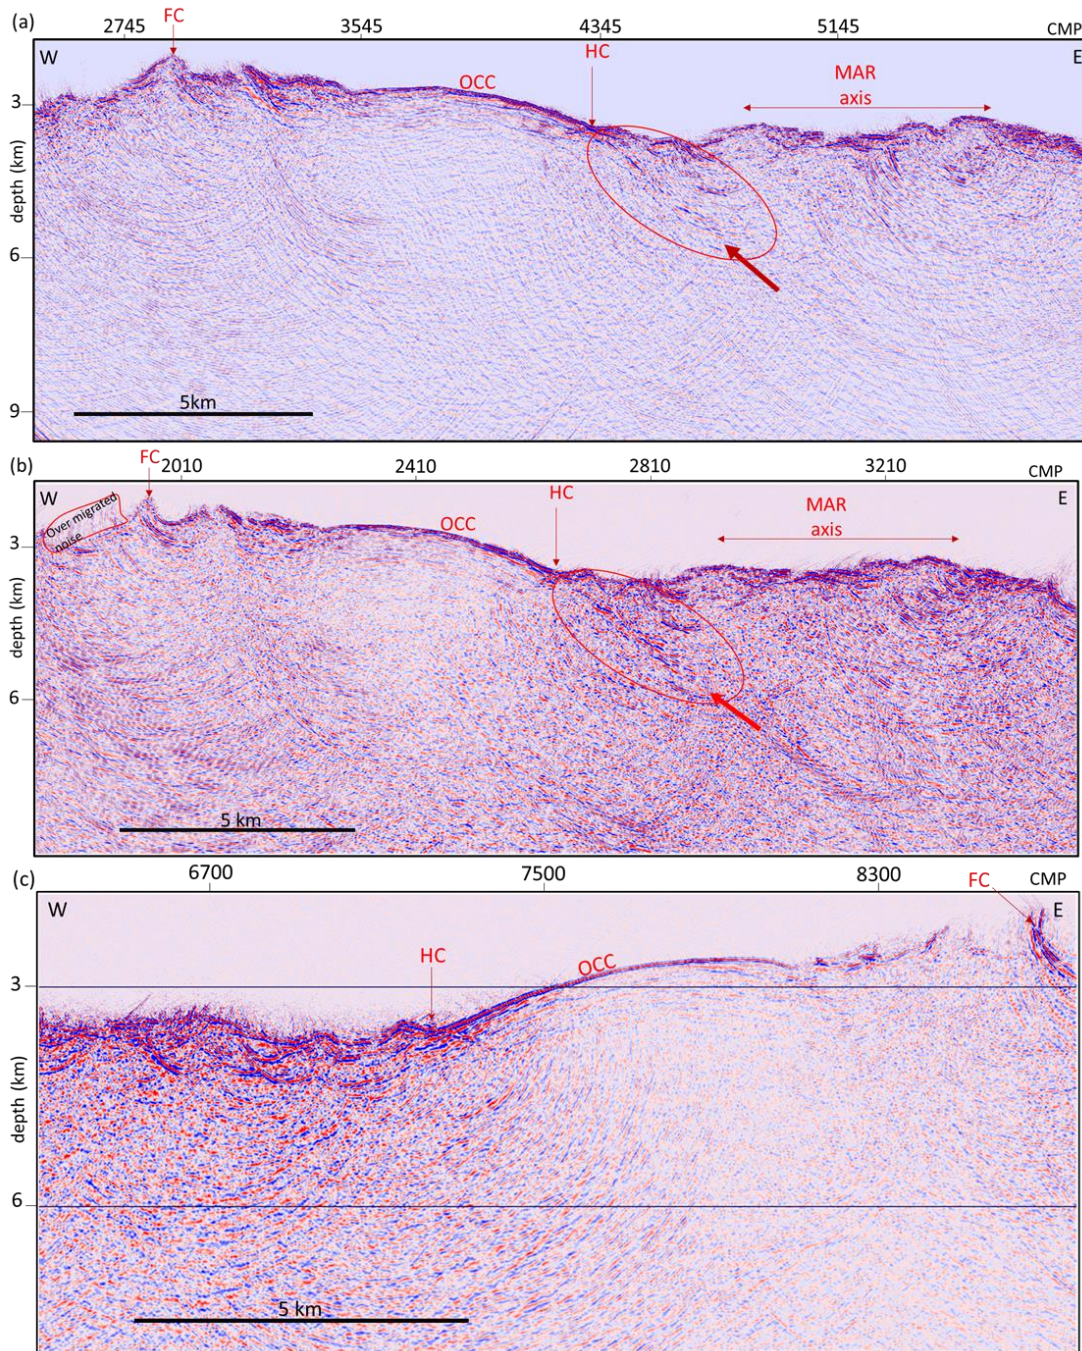 (a)
FC
2745 3545 4345 5145 CMP
W
HC
E
OCC
MAR
axis
3
depth (km)
6
5km
9
(b)
FC
2010 2410 2810 3210 CMP
W
HC
E
Over migrated
noise
OCC
MAR
axis
3
depth (km)
6
5 km
(c)
6700 7500 8300 CMP
FC
W
E
HC
OCC
3
depth (km)
6
5 km